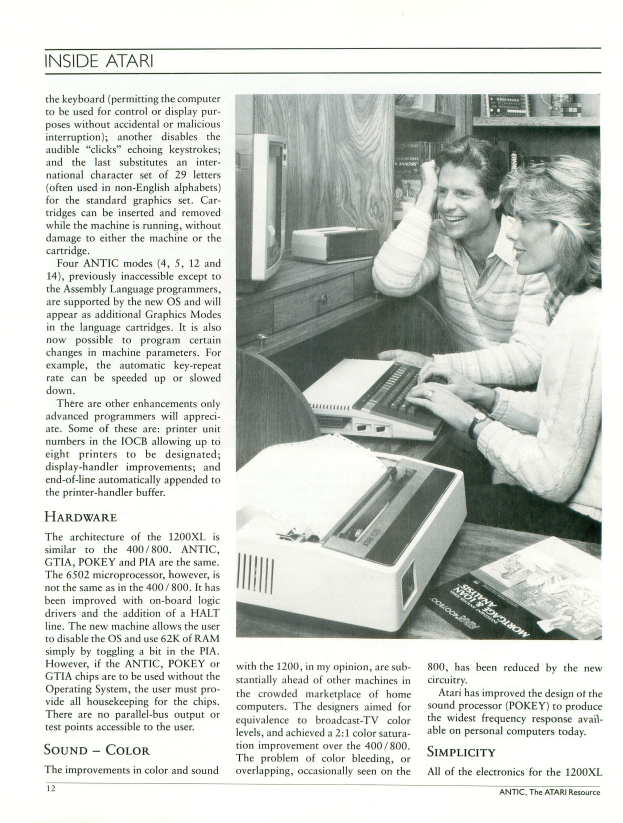 INSIDE ATARI
the keyboard (permitting the computer
to be used for control or display pur-
poses without accidental or malicious
interruption); another disables the
audible “clicks” echoing keystrokes;
and the last substitutes an inter-
national character set of 29 letters
(often used in non-English alphabets)
for the standard graphics set. Car-
tridges can be inserted and removed
while the machine is running, without
damage to either the machine or the
cartridge.
Four ANTIC modes (4, 5, 12 and
14), previously inaccessible except to
the Assembly Language programmers,
are supported by the new OS and will
appear as additional Graphics Modes
in the language cartridges. It is also
now possible to program certain
changes in machine parameters. For
example, the automatic key-repeat
rate can be speeded up or slowed
down.
There are other enhancements only
advanced programmers will appreci-
ate. Some of these are: printer unit
numbers in the IOCB allowing up to
eight printers to be designated;
display-handler improvements; and
end-of-line automatically appended to
the printer-handler buffer.
HARDWARE
The architecture of the 1200XL is
similar to the 400/800. ANTIC,
GTIA, POKEY and PIA are the same.
The 6502 microprocessor, however, is
not the same as in the 400/800. It has
been improved with on-board logic
drivers and the addition of a HALT
line. The new machine allows the user
to disable the OS and use 62K of RAM
simply by toggling a bit in the PIA.
However, if the ANTIC, POKEY or
GTIA chips are to be used without the
Operating System, the user must pro-
vide all housekeeping for the chips.
There are no parallel-bus output or
test points accessible to the user.
SOUND – COLOR
The improvements in color and sound
with the 1200, in my opinion, are sub-
stantially ahead of other machines in
the crowded marketplace of home
computers. The designers aimed for
equivalence to broadcast-TV color
levels, and achieved a 2:1 color satura-
tion improvement over the 400/800.
The problem of color bleeding, or
overlapping, occasionally seen on the
800, has been reduced by the new
circuitry.
Atari has improved the design of the
sound processor (POKEY) to produce
the widest frequency response avail-
able on personal computers today.
SIMPLICITY
All of the electronics for the 1200XL
MORTGAGE
& LOAN
ANALYSIS
12
ANTIC, The ATARI Resource